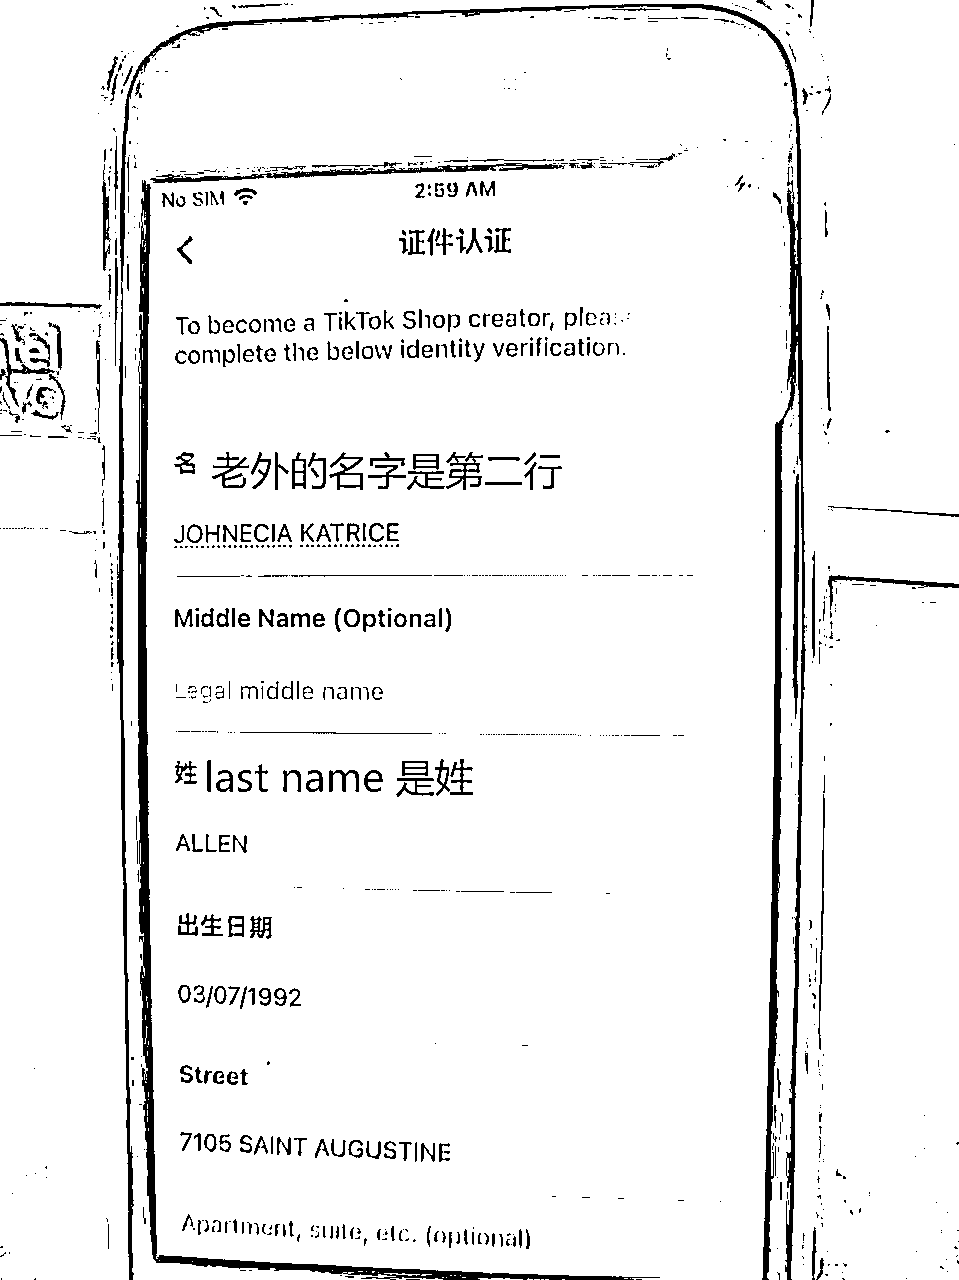 No SIM 2:59 AM
证件认证
To become a TikTok Shop creator,
complete the below identity verification.
名 老外的名字是第二行
JOHNECIA KATRICE
Middle Name (Optional)
Legal middle name
姓 last name 是姓
ALLEN
出生日期
03/07/1992
Street
7105 SAINT AUGUSTINE
Apartment, suite, etc. (optional)